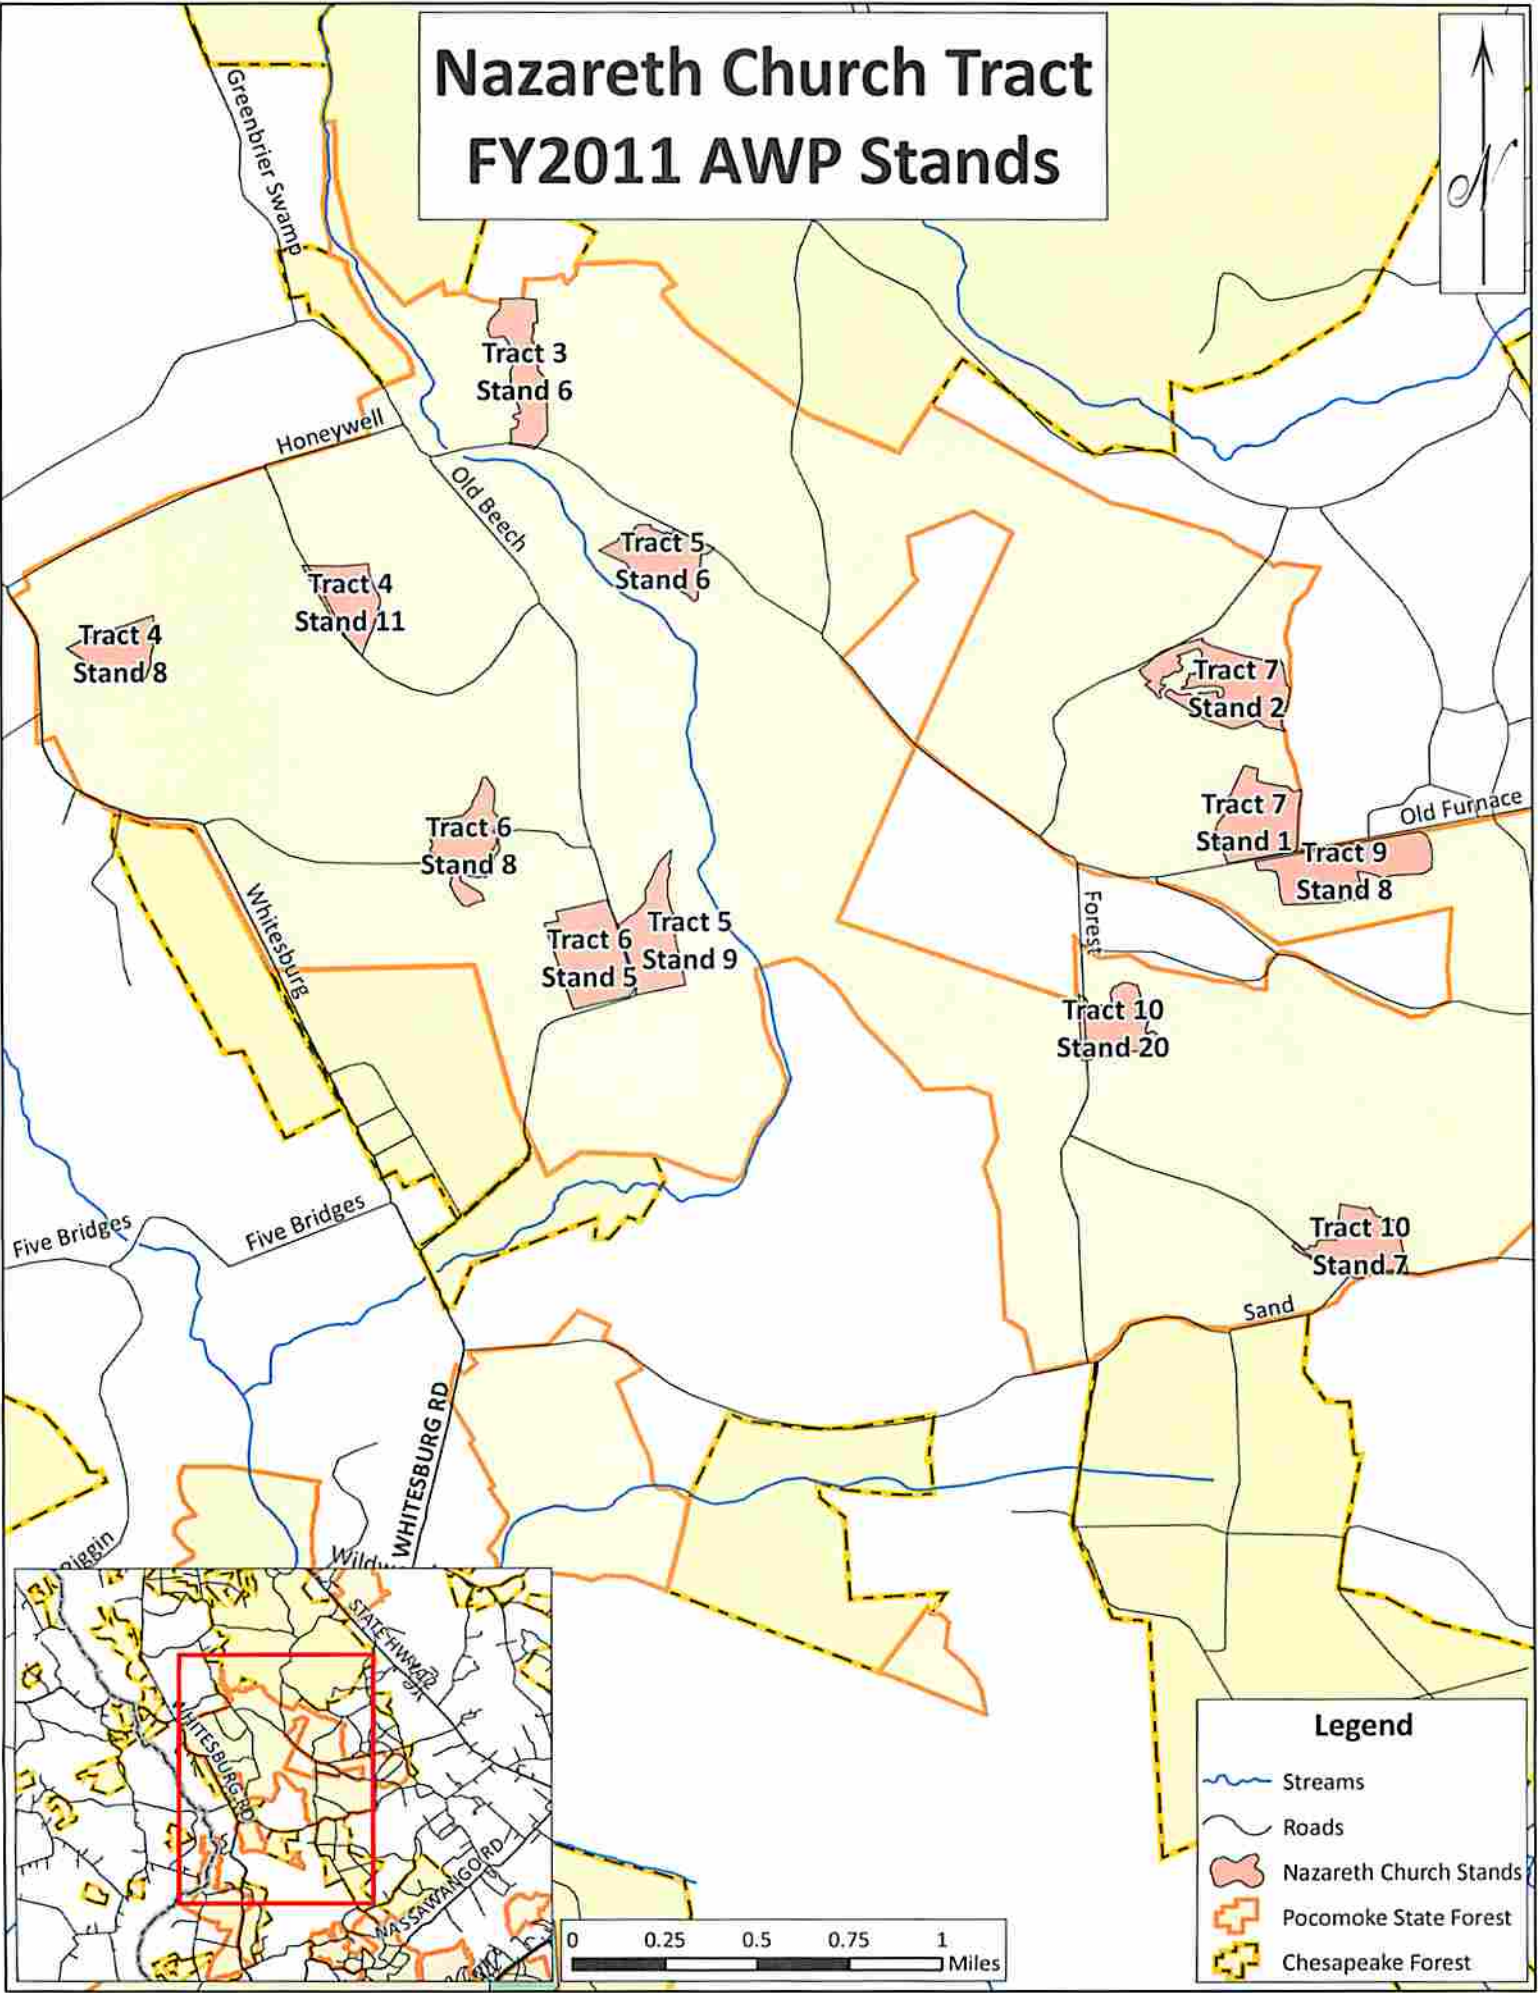 Nazareth Church Tract
FY2011 AWP Stands
N
Greenbrier Swamp
Tract 3
Stand 6
Honeywell
Old Beech
Tract 5
Stand 6
Tract 4
Stand 11
Tract 4
Stand 8
Tract 7
Stand 2
Tract 7
Stand 1
Old Furnace
Tract 9
Stand 8
Tract 6
Stand 8
Whitesburg
Tract 6
Stand 5
Tract 5
Stand 9
Forest
Tract 10
Stand 20
Five Bridges
Five Bridges
Tract 10
Stand 7
Sand
WHITESBURG RD
Riggin
STATE HWY
WHITESBURG RD
NASSAWANGO RD
Legend
Streams
Roads
Nazareth Church Stands
Pocomoke State Forest
Chesapeake Forest
0 0.25 0.5 0.75 1
Miles